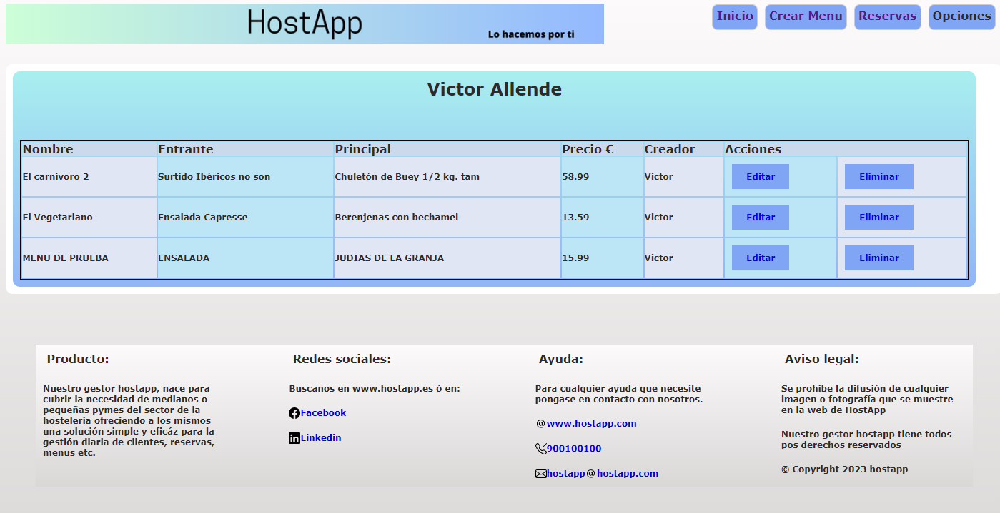 HostApp
Lo hacemos por ti
Inicio
Crear Menu
Reservas
Opciones
Victor Allende
Nombre Entrante Principal Precio € Creador Acciones
El carnívoro 2 Surtido Ibéricos no son Chuletón de Buey 1/2 kg. tam 58.99 Victor Editar Eliminar
El Vegetariano Ensalada Capresse Berenjenas con bechamel 13.59 Victor Editar Eliminar
MENU DE PRUEBA ENSALADA JUDIAS DE LA GRANJA 15.99 Victor Editar Eliminar
Producto:
Nuestro gestor hostapp, nace para
cubrir la necesidad de medianos o
pequeñas pymes del sector de la
hosteleria ofreciendo a los mismos
una solución simple y eficáz para la
gestión diaria de clientes, reservas,
menus etc.
Redes sociales:
Buscanos en www.hostapp.es ó en:
Facebook
Linkedin
Ayuda:
Para cualquier ayuda que necesite
pongase en contacto con nosotros.
@www.hostapp.com
900100100
hostapp@hostapp.com
Aviso legal:
Se prohibe la difusión de cualquier
imagen o fotografía que se muestre
en la web de HostApp
Nuestro gestor hostapp tiene todos
pos derechos reservados
© Copyright 2023 hostapp